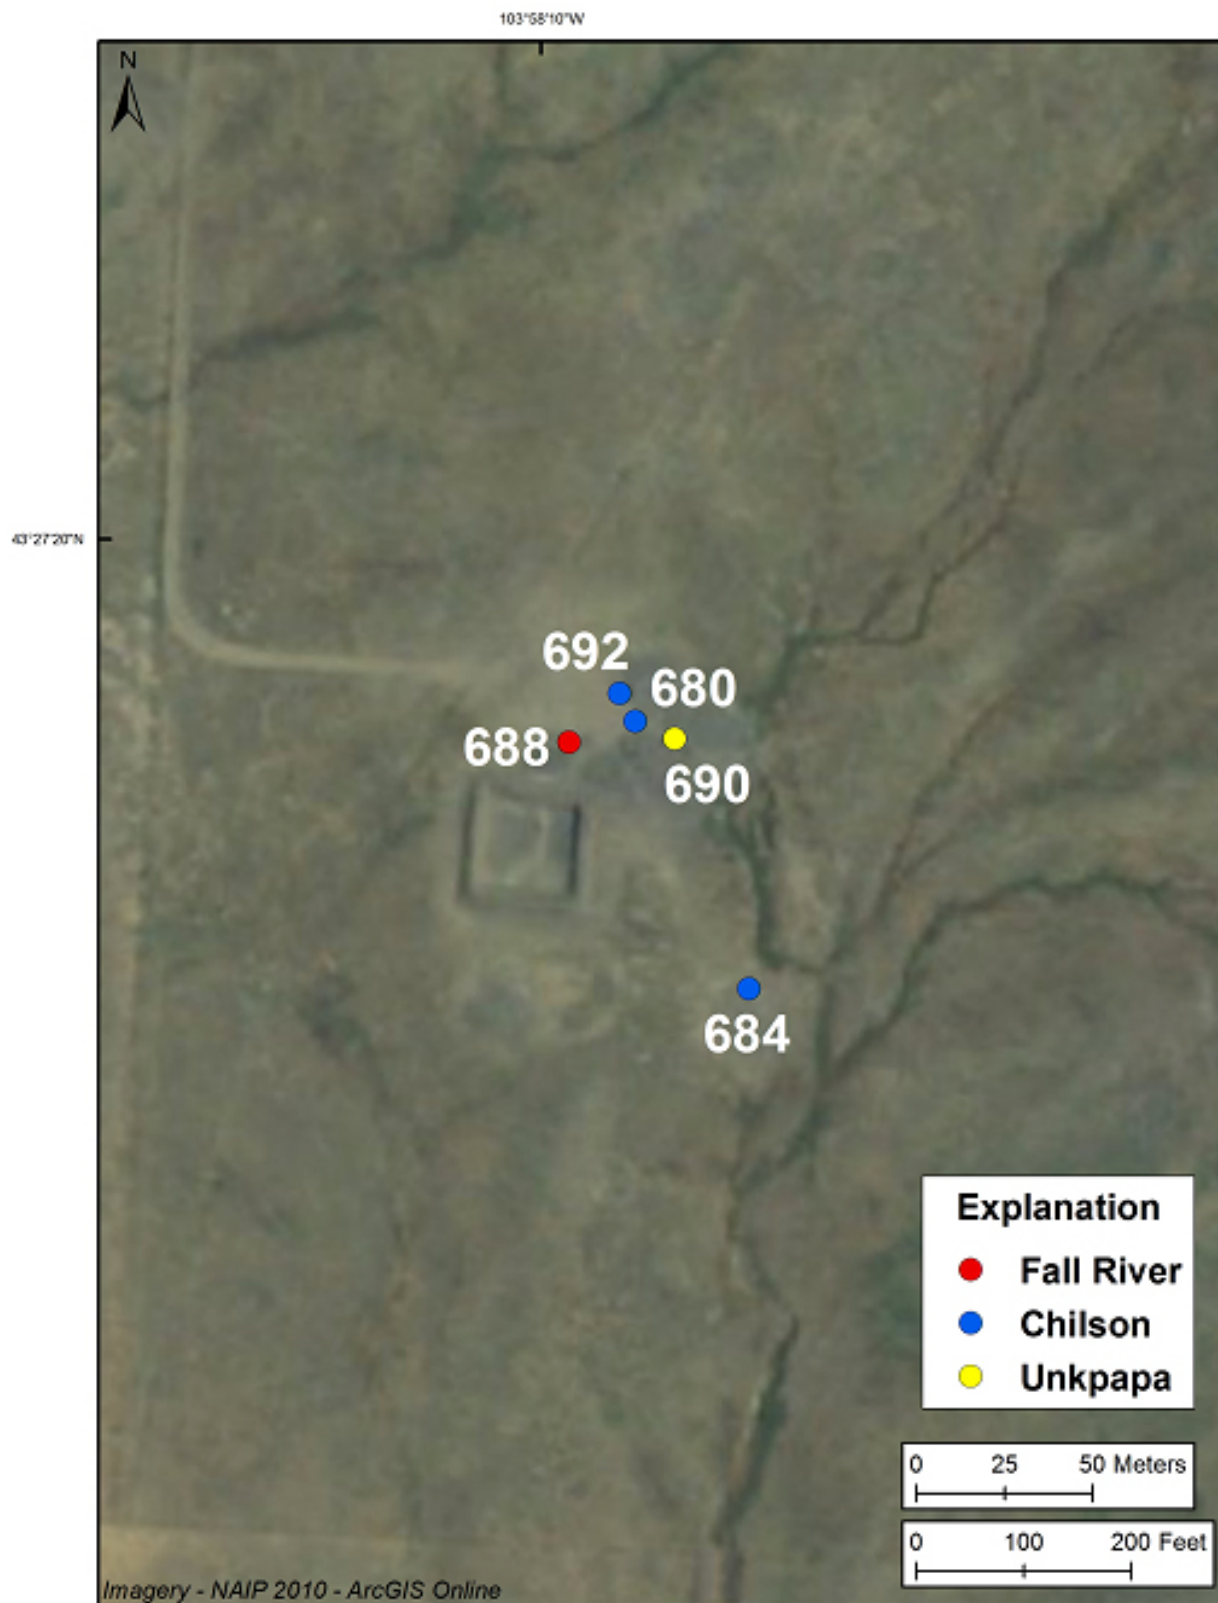 103°58'10"W
N
43°27'20"N
692
680
688
690
684
Explanation
Fall River
Chilson
Unkpapa
0 25 50 Meters
0 100 200 Feet
Imagery - NAIP 2010 - ArcGIS Online